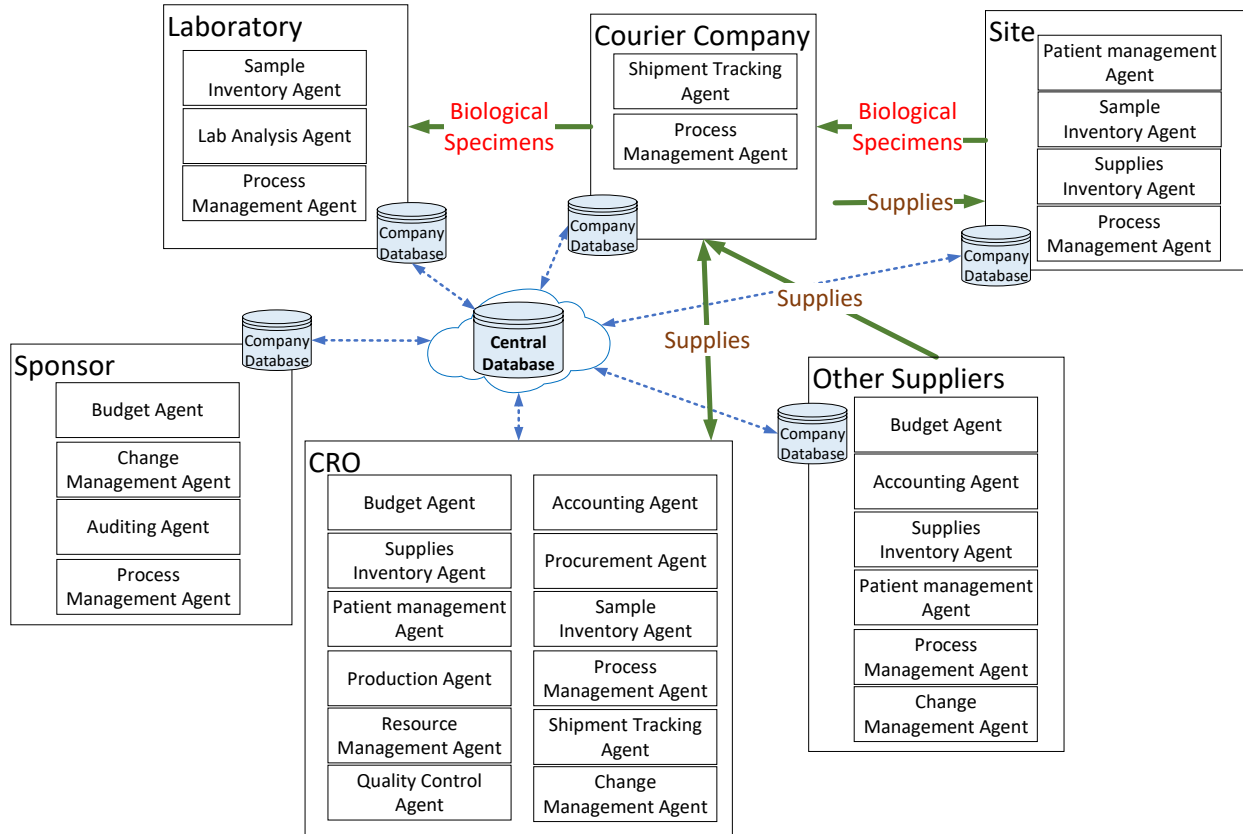 Laboratory
Sample
Inventory Agent
Lab Analysis Agent
Process
Management Agent
Company
Database
Biological
Specimens
Courier Company
Shipment Tracking
Agent
Process
Management Agent
Company
Database
Biological
Specimens
Supplies
Site
Patient management
Agent
Sample
Inventory Agent
Supplies
Inventory Agent
Process
Management Agent
Company
Database
Central
Database
Supplies
Supplies
Company
Database
Sponsor
Budget Agent
Change
Management Agent
Auditing Agent
Process
Management Agent
CRO
Budget Agent
Supplies
Inventory Agent
Patient management
Agent
Production Agent
Resource
Management Agent
Quality Control
Agent
Accounting Agent
Procurement Agent
Sample
Inventory Agent
Process
Management Agent
Shipment Tracking
Agent
Change
Management Agent
Other Suppliers
Company
Database
Budget Agent
Accounting Agent
Supplies
Inventory Agent
Patient management
Agent
Process
Management Agent
Change
Management Agent